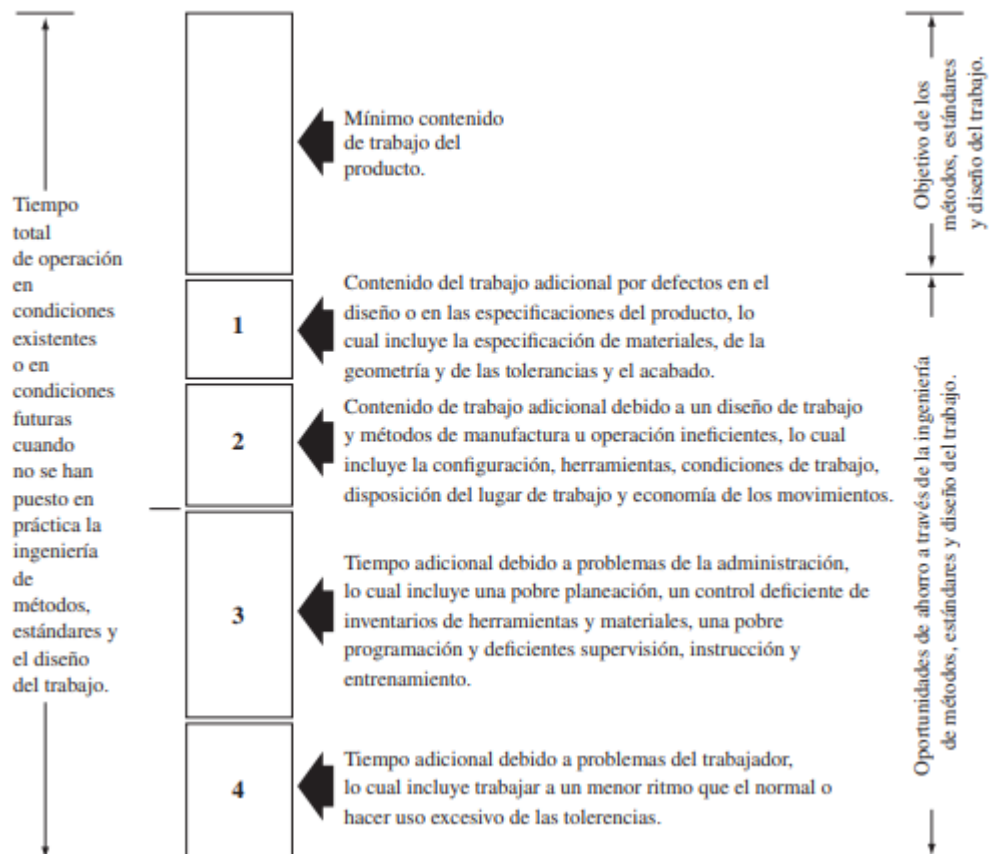 Tiempo
total
de operación
en
condiciones
existentes
o en
condiciones
futuras
cuando
no se han
puesto en
práctica la
ingeniería
de
métodos,
estándares y
el diseño
del trabajo.
Mínimo contenido
de trabajo del
producto.
1
Contenido del trabajo adicional por defectos en el
diseño o en las especificaciones del producto, lo
cual incluye la especificación de materiales, de la
geometría y de las tolerancias y el acabado.
2
Contenido de trabajo adicional debido a un diseño de trabajo
y métodos de manufactura u operación ineficientes, lo cual
incluye la configuración, herramientas, condiciones de trabajo,
disposición del lugar de trabajo y economía de los movimientos.
3
Tiempo adicional debido a problemas de la administración,
lo cual incluye una pobre planeación, un control deficiente de
inventarios de herramientas y materiales, una pobre
programación y deficientes supervisión, instrucción y
entrenamiento.
4
Tiempo adicional debido a problemas del trabajador,
lo cual incluye trabajar a un menor ritmo que el normal o
hacer uso excesivo de las tolerencias.
Objetivo de los
métodos, estándares
y diseño del trabajo.
Oportunidades de ahorro a través de la ingeniería
de métodos, estándares y diseño del trabajo.